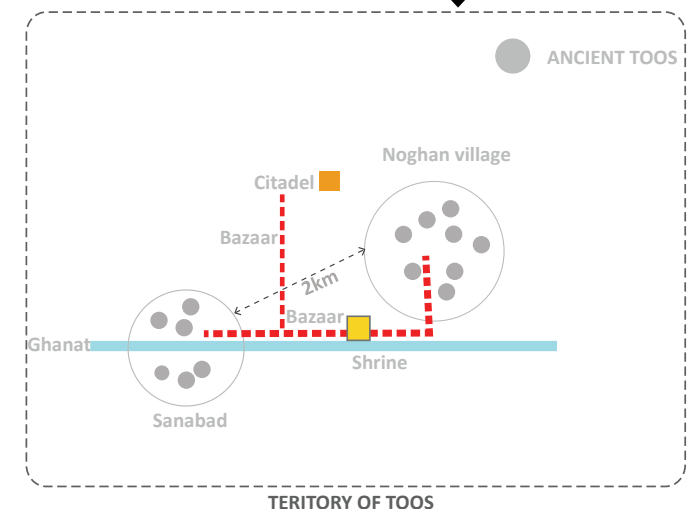 ANCIENT TOOS
Noghan village
Citadel
Bazaar
2km
Bazaar
Ghanat
Shrine
Sanabad
TERITORY OF TOOS